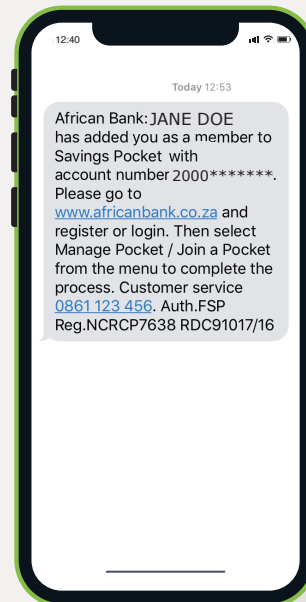 12:40
Today 12:53
African Bank: JANE DOE
has added you as a member to
Savings Pocket with
account number 2000*******.
Please go to
www.africanbank.co.za and
register or login. Then select
Manage Pocket / Join a Pocket
from the menu to complete the
process. Customer service
0861 123 456. Auth.FSP
Reg.NCRCP7638 RDC91017/16